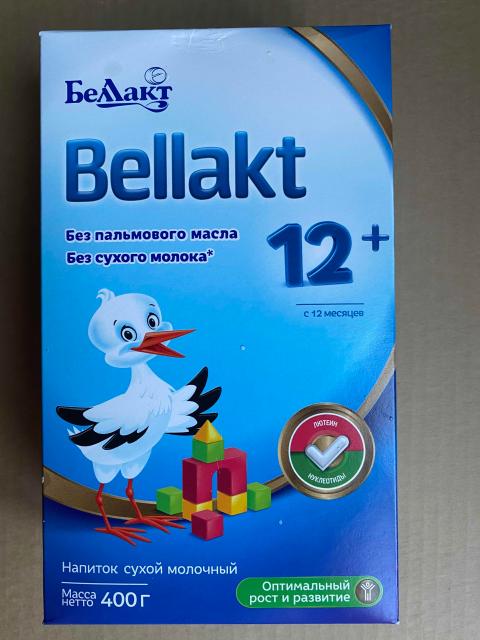 БеЛЛакт
Bellakt
Без пальмового масла
Без сухого молока*
12+
с 12 месяцев
ЛЮТЕИН
НУКЛЕОТИДЫ
Напиток сухой молочный
Масса
нетто 400 г
Оптимальный
рост и развитие